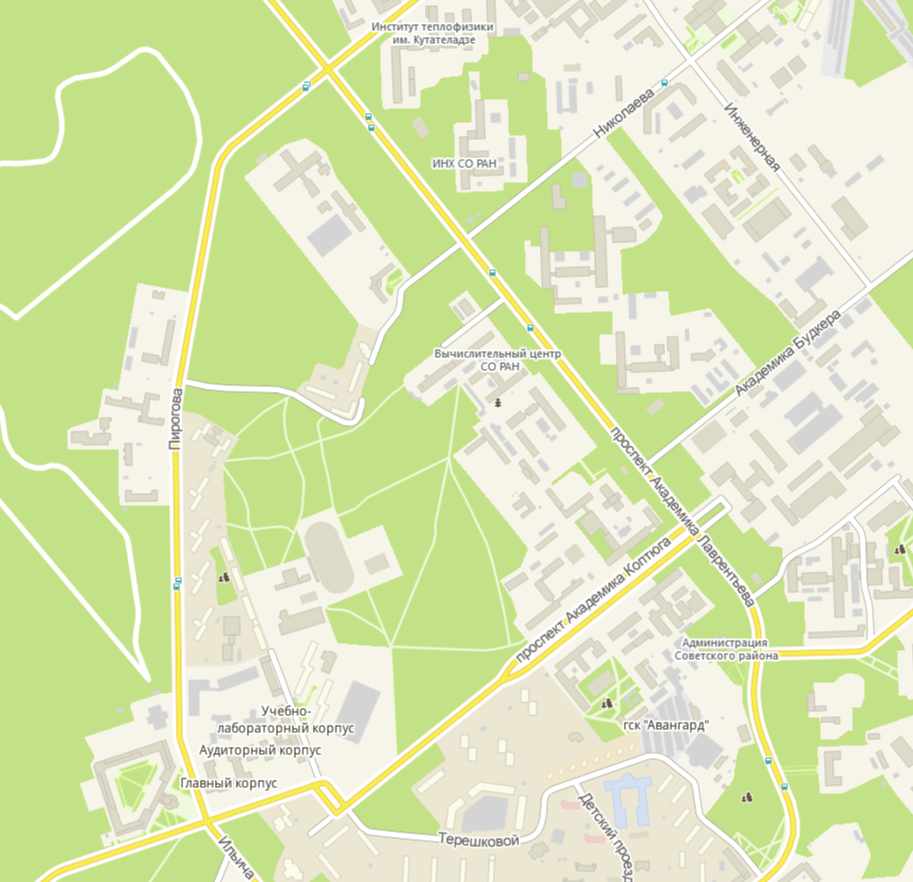 Институт теплофизики
им. Кутателадзе
Николаева
Инженерная
ИНХ СО РАН
Академика Будкера
Вычислительный центр
СО РАН
Пирогова
проспект Академика Лаврентьева
проспект Академика Коптюга
Администрация
Советского района
Учебно-
лабораторный корпус
гск "Авангард"
Аудиторный корпус
Главный корпус
Терешковой
Детский проезд
Ильича